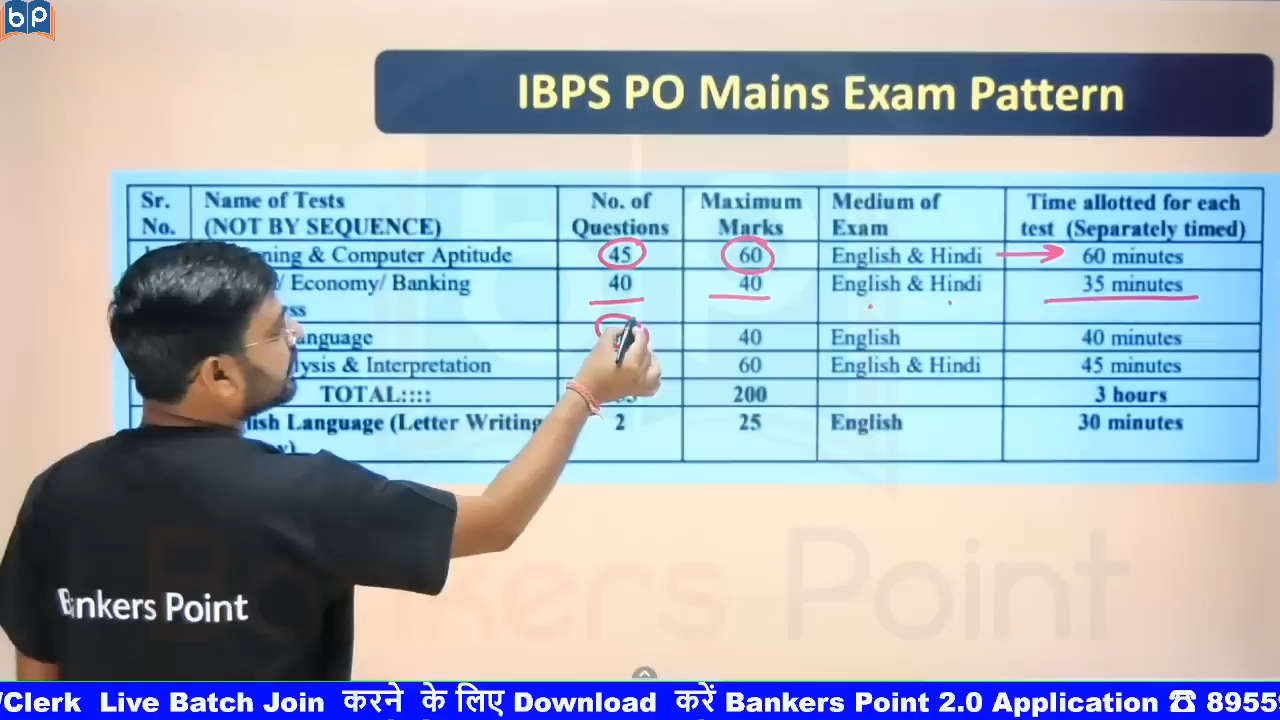 bp
IBPS PO Mains Exam Pattern
Sr. No. Name of Tests (NOT BY SEQUENCE) No. of Questions Maximum Marks Medium of Exam Time allotted for each test (Separately timed)
& Computer Aptitude 45 60 English & Hindi 60 minutes
/ Economy/ Banking 40 40 English & Hindi 35 minutes
40 English 40 minutes
& Interpretation 60 English & Hindi 45 minutes
TOTAL:::: 200 3 hours
Language (Letter Writing 2 25 English 30 minutes
Bankers Point
Bankers Point
/Clerk Live Batch Join करने के लिए Download करें Bankers Point 2.0 Application ☎ 8955